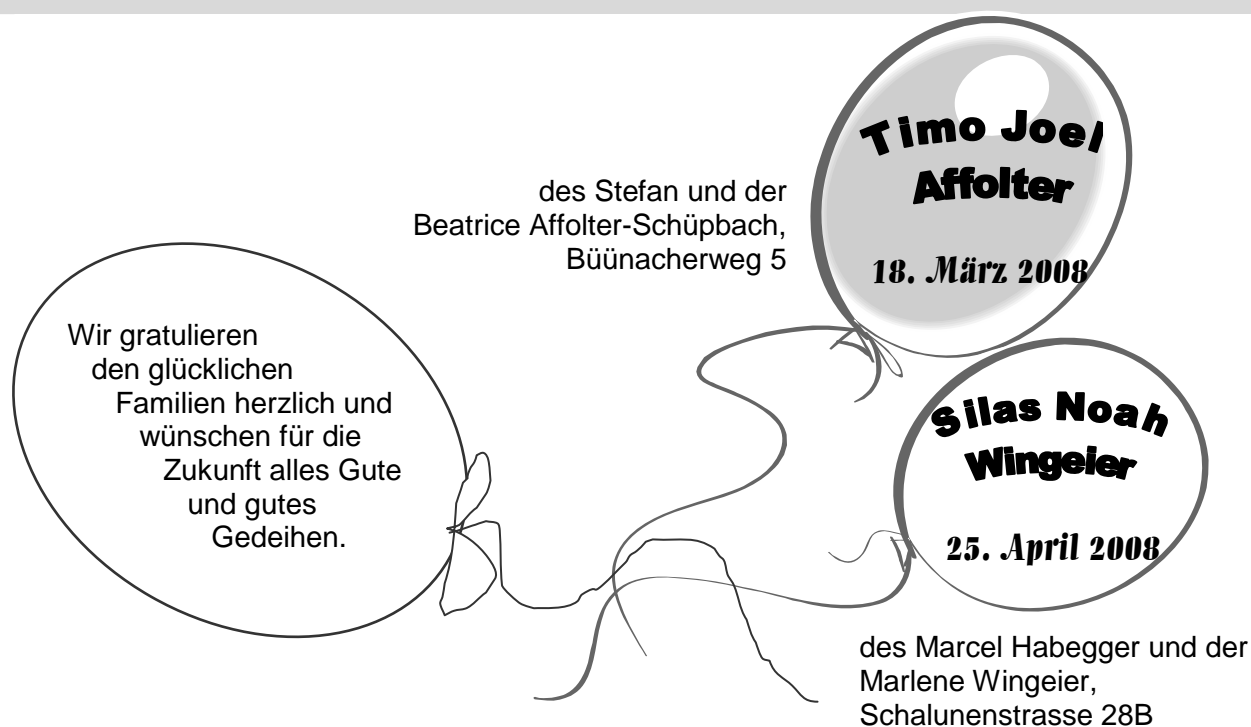 Timo Joel
Affolter
18. März 2008
des Stefan und der
Beatrice Affolter-Schüpbach,
Büünacherweg 5
Wir gratulieren
den glücklichen
Familien herzlich und
wünschen für die
Zukunft alles Gute
und gutes
Gedeihen.
Silas Noah
Wingeier
25. April 2008
des Marcel Habegger und der
Marlene Wingeier,
Schalunenstrasse 28B